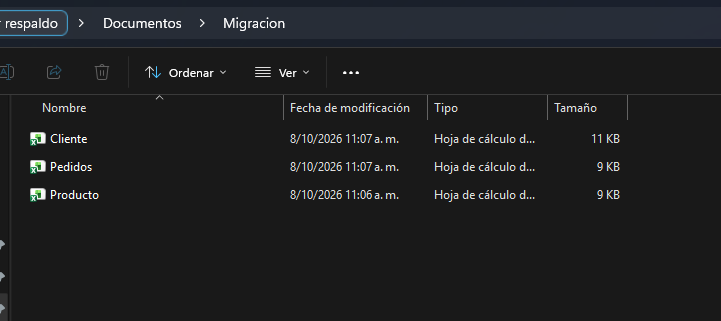 r respaldo > Documentos > Migracion
Ordenar Ver ...
Nombre Fecha de modificación Tipo Tamaño
Cliente 8/10/2026 11:07 a. m. Hoja de cálculo d... 11 KB
Pedidos 8/10/2026 11:07 a. m. Hoja de cálculo d... 9 KB
Producto 8/10/2026 11:06 a. m. Hoja de cálculo d... 9 KB